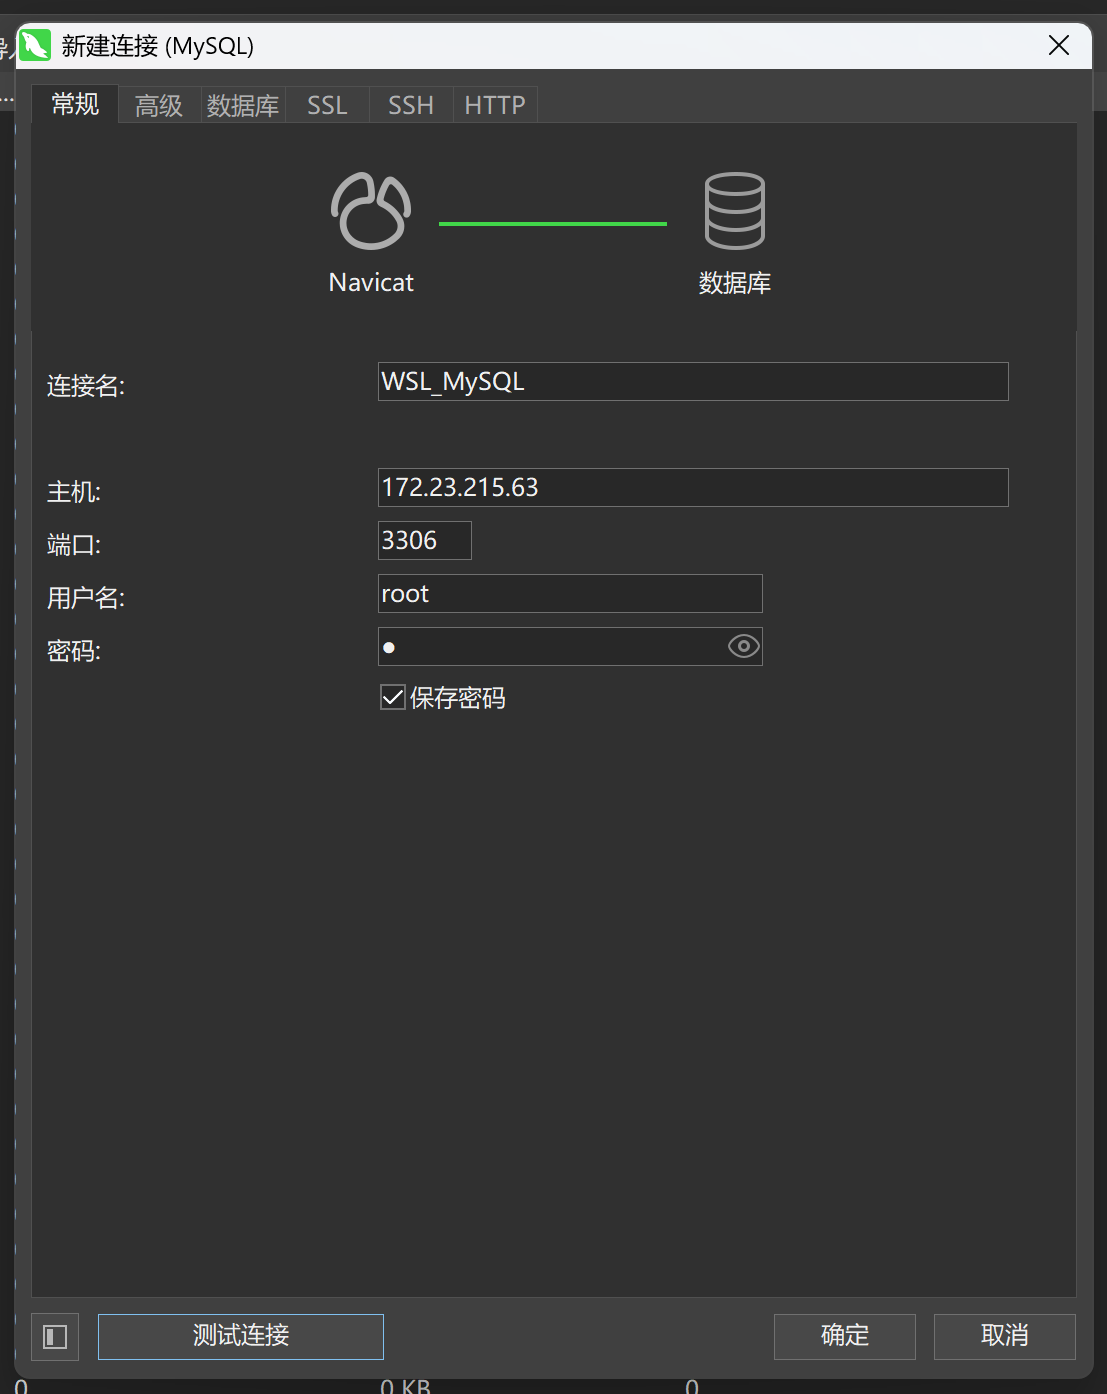 新建连接 (MySQL)
常规 高级 数据库 SSL SSH HTTP
Navicat 数据库
连接名: WSL_MySQL
主机: 172.23.215.63
端口: 3306
用户名: root
密码: ●
保存密码
测试连接 确定 取消
0 0 KB 0